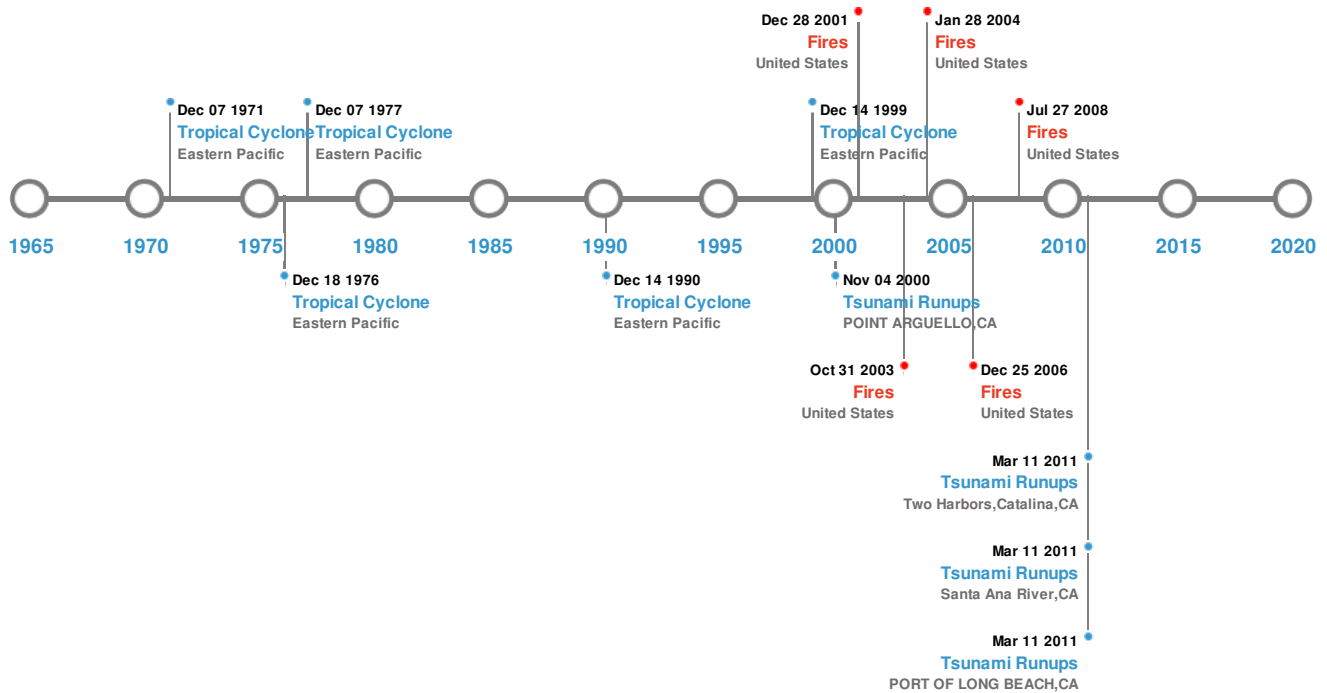 Dec 28 2001
Fires
United States
Jan 28 2004
Fires
United States
Dec 07 1971
Tropical Cyclone
Eastern Pacific
Dec 07 1977
Tropical Cyclone
Eastern Pacific
Dec 14 1999
Tropical Cyclone
Eastern Pacific
Jul 27 2008
Fires
United States
1965 1970 1975 1980 1985 1990 1995 2000 2005 2010 2015 2020
Dec 18 1976
Tropical Cyclone
Eastern Pacific
Dec 14 1990
Tropical Cyclone
Eastern Pacific
Nov 04 2000
Tsunami Runups
POINT ARGUELLO,CA
Oct 31 2003
Fires
United States
Dec 25 2006
Fires
United States
Mar 11 2011
Tsunami Runups
Two Harbors,Catalina,CA
Mar 11 2011
Tsunami Runups
Santa Ana River,CA
Mar 11 2011
Tsunami Runups
PORT OF LONG BEACH,CA